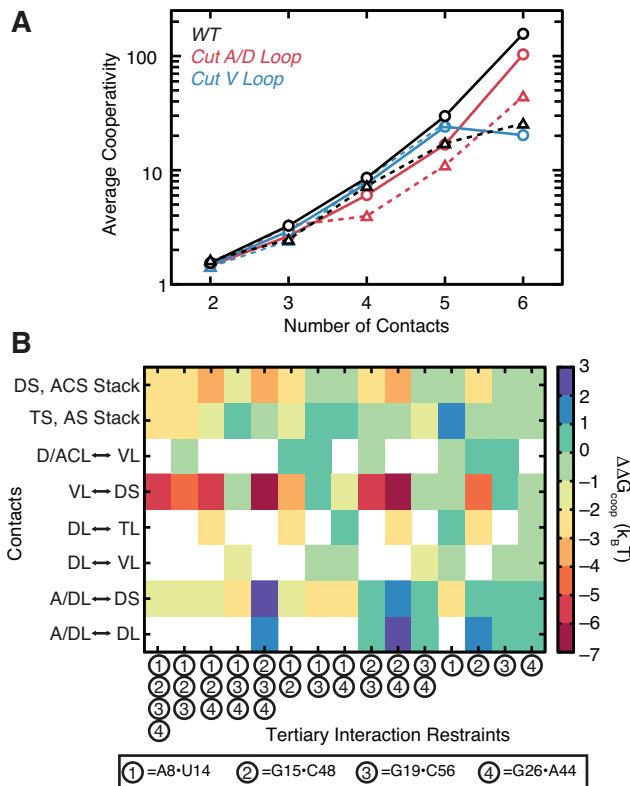 A
WT
Cut A/D Loop
Cut V Loop
Average Cooperativity
100
10
1
2 3 4 5 6
Number of Contacts
B
Contacts
DS, ACS Stack
TS, AS Stack
D/ACL↔VL
VL↔DS
DL↔TL
DL↔VL
A/DL↔DS
A/DL↔DL
3
2
1
0
−1
−2
−3
−4
−5
−6
−7
ΔΔG_coop (k_BT)
① ① ① ① ② ① ① ① ② ② ③ ① ② ③ ④
② ② ② ③ ③ ② ③ ④ ③ ④ ④
③ ③ ④ ④ ④
④
Tertiary Interaction Restraints
①=A8•U14 ②=G15•C48 ③=G19•C56 ④=G26•A44